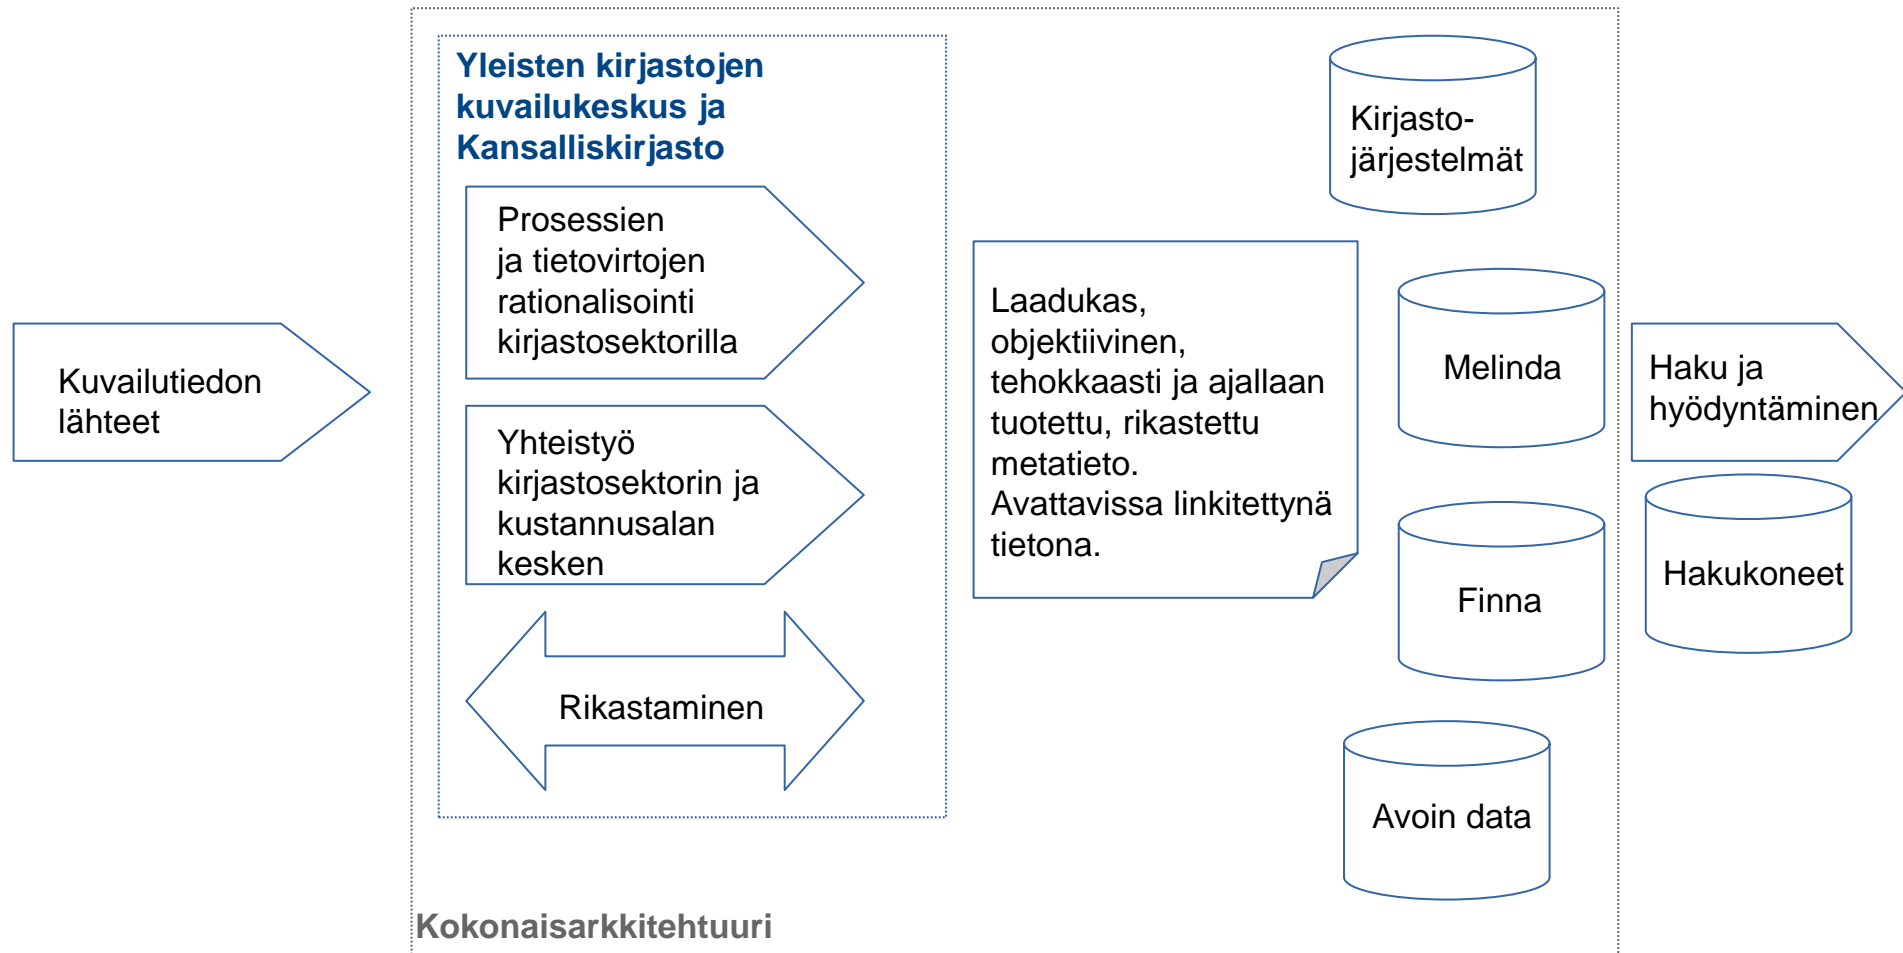 Yleisten kirjastojen
kuvailukeskus ja
Kansalliskirjasto
Kuvailutiedon
lähteet
Prosessien
ja tietovirtojen
rationalisointi
kirjastosektorilla
Yhteistyö
kirjastosektorin ja
kustannusalan
kesken
Rikastaminen
Laadukas,
objektiivinen,
tehokkaasti ja ajallaan
tuotettu, rikastettu
metatieto.
Avattavissa linkitettynä
tietona.
Kirjasto-
järjestelmät
Melinda
Finna
Avoin data
Haku ja
hyödyntäminen
Hakukoneet
Kokonaisarkkitehtuuri